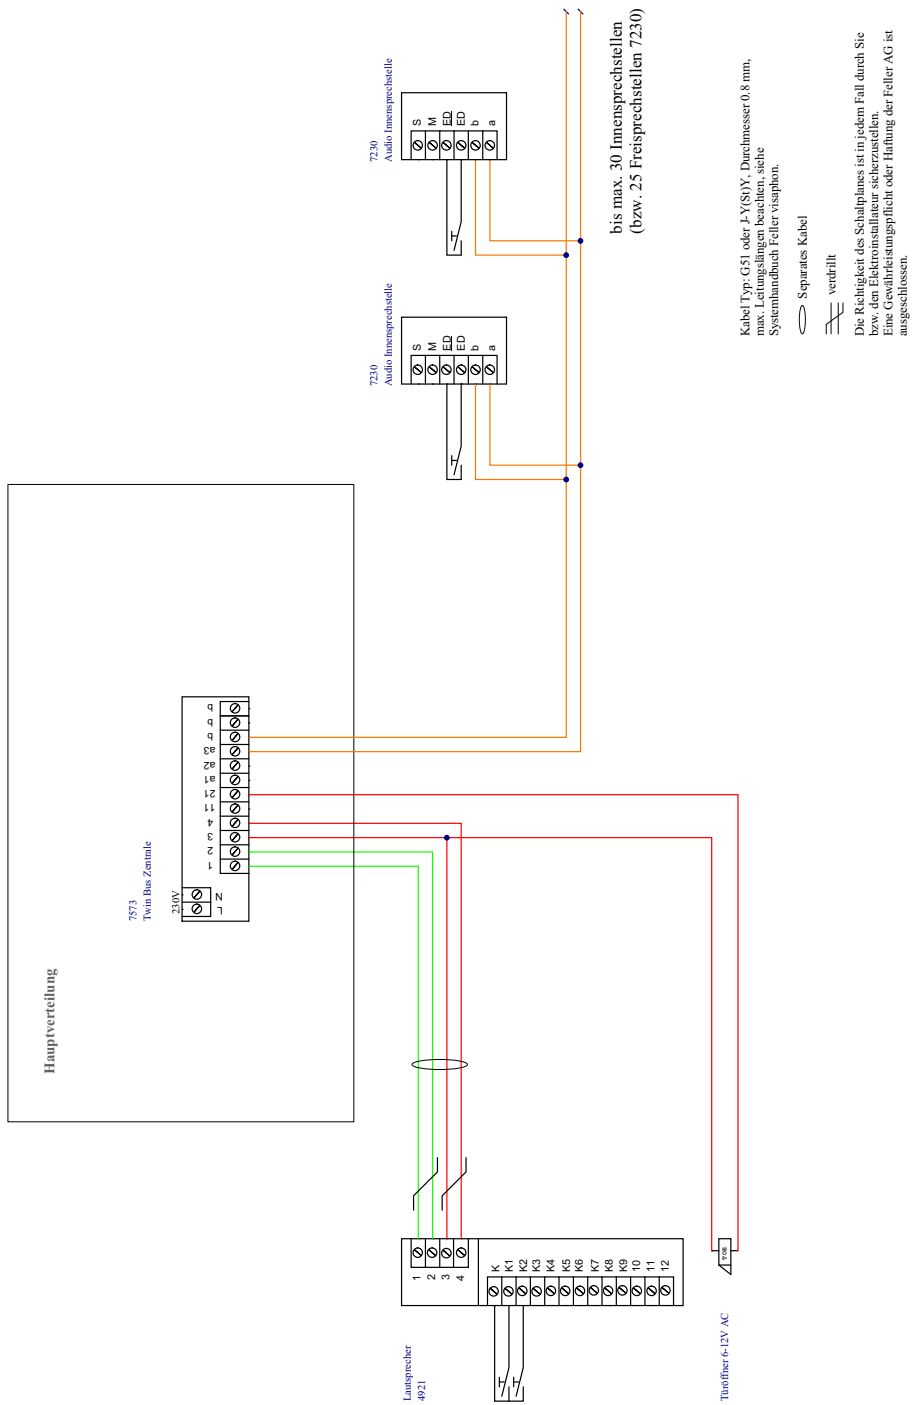 Hauptverteilung
7573
Twin Bus Zentrale
230V
L
N
1
2
3
4
11
21
a1
a2
a3
b
b
b
7230
Audio Innensprechstelle
S
M
ED
ED
b
a
7230
Audio Innensprechstelle
S
M
ED
ED
b
a
bis max. 30 Innensprechstellen
(bzw. 25 Freisprechstellen 7230)
Lautsprecher
4921
1
2
3
4
K
K1
K2
K3
K4
K5
K6
K7
K8
K9
10
11
12
Türöffner 6-12V AC
Kabel Typ: G51 oder J-Y(St)Y, Durchmesser 0.8 mm,
max. Leitungslängen beachten, siehe
Systemhandbuch Feller visaphon.
Separates Kabel
verdrillt
Die Richtigkeit des Schaltplanes ist in jedem Fall durch Sie
bzw. den Elektroinstallateur sicherzustellen.
Eine Gewährleistungspflicht oder Haftung der Feller AG ist
ausgeschlossen.